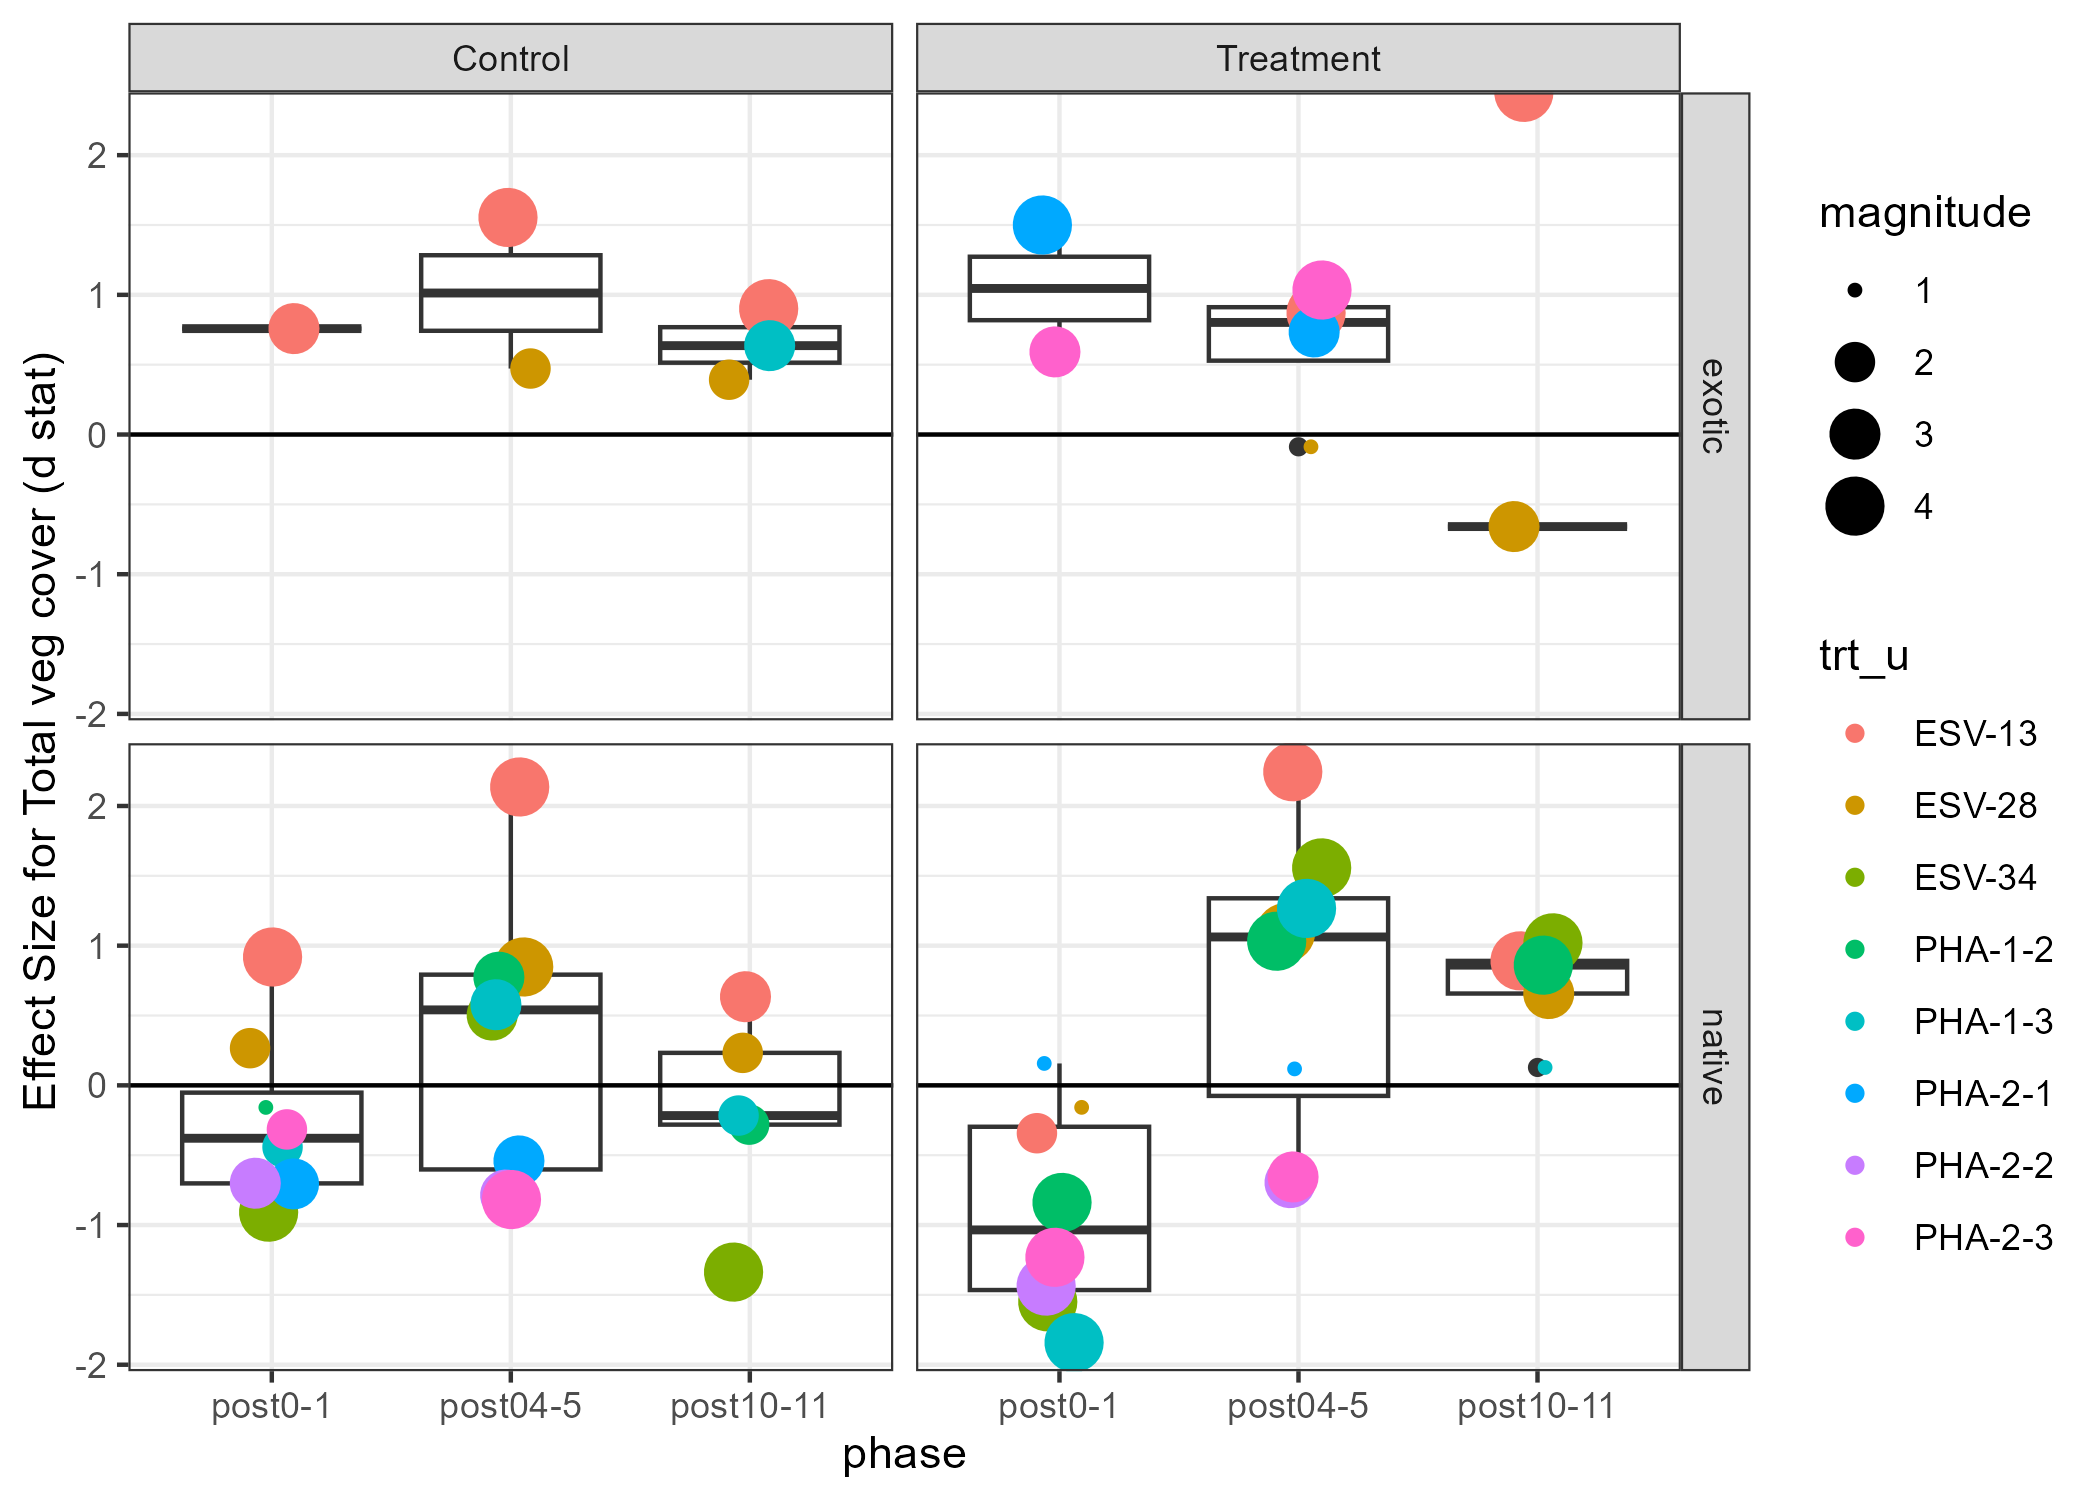 Control
Treatment
Effect Size for Total veg cover (d stat)
2
1
0
-1
-2
exotic
2
1
0
-1
-2
native
post0-1
post04-5
post10-11
post0-1
post04-5
post10-11
phase
magnitude
1
2
3
4
trt_u
ESV-13
ESV-28
ESV-34
PHA-1-2
PHA-1-3
PHA-2-1
PHA-2-2
PHA-2-3